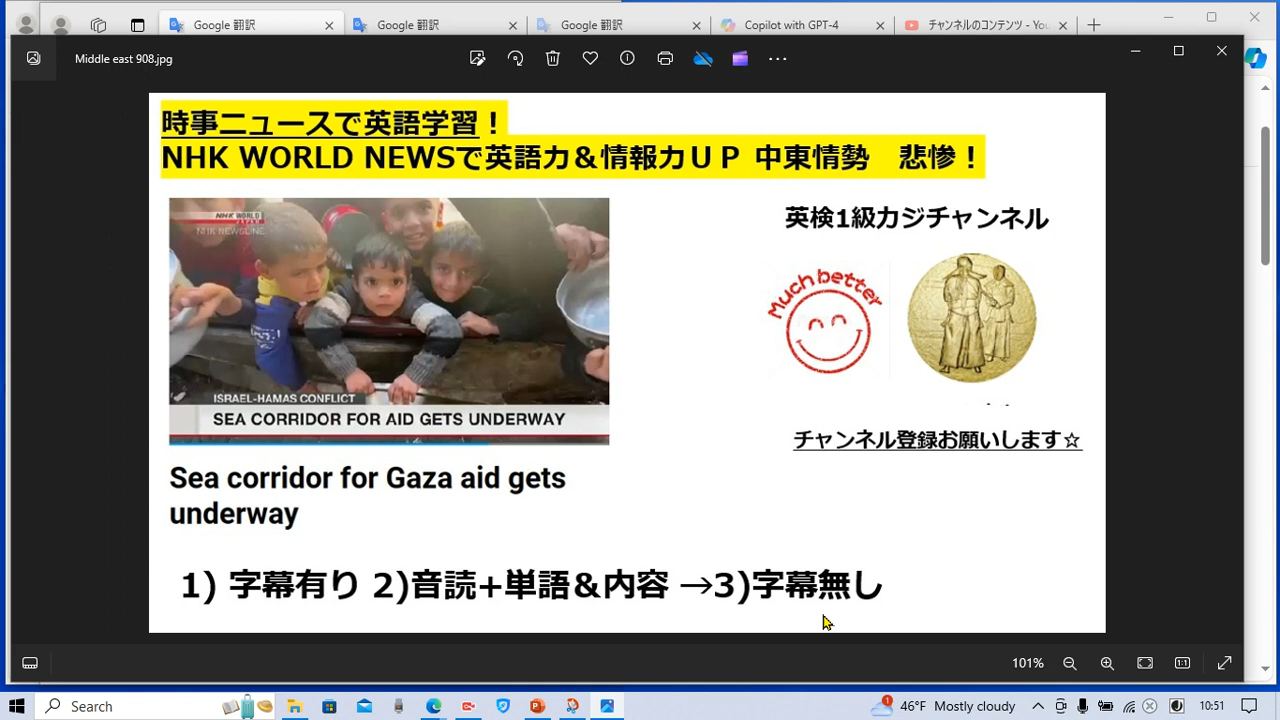 Google 翻訳
Google 翻訳
Google 翻訳
Copilot with GPT-4
チャンネルのコンテンツ - You
Middle east 908.jpg
時事ニュースで英語学習！
NHK WORLD NEWSで英語力＆情報力ＵＰ 中東情勢　悲惨！
NHK WORLD
JAPAN
NHK NEWSLINE
ISRAEL-HAMAS CONFLICT
SEA CORRIDOR FOR AID GETS UNDERWAY
英検1級カジチャンネル
Much better
チャンネル登録お願いします☆
Sea corridor for Gaza aid gets
underway
1) 字幕有り 2)音読+単語＆内容 →3)字幕無し
101%
1:1
Search
46°F Mostly cloudy
10:51